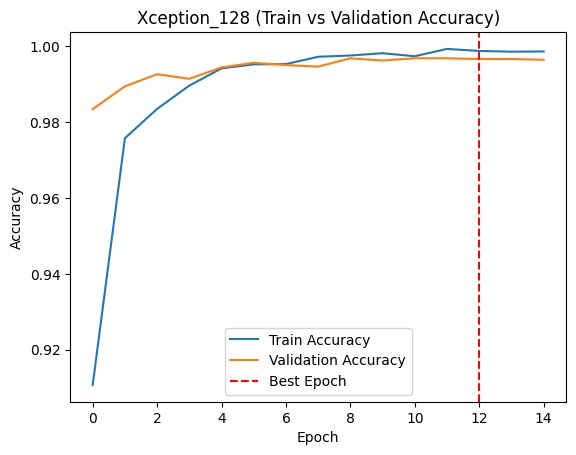 Xception_128 (Train vs Validation Accuracy)
Accuracy
1.00
0.98
0.96
0.94
0.92
Train Accuracy
Validation Accuracy
Best Epoch
0 2 4 6 8 10 12 14
Epoch